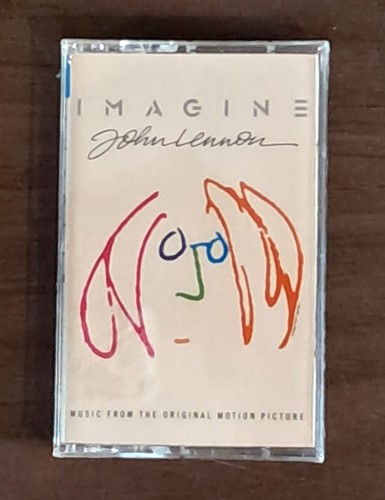 IMAGINE
John Lennon
MUSIC FROM THE ORIGINAL MOTION PICTURE